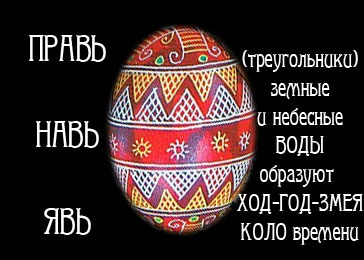 ПРАВЬ
НАВЬ
ЯВЬ
(треугольники)
земные
и небесные
ВОДЫ
образуют
ХОД-ГОД-ЗМЕЯ
КОЛО времени